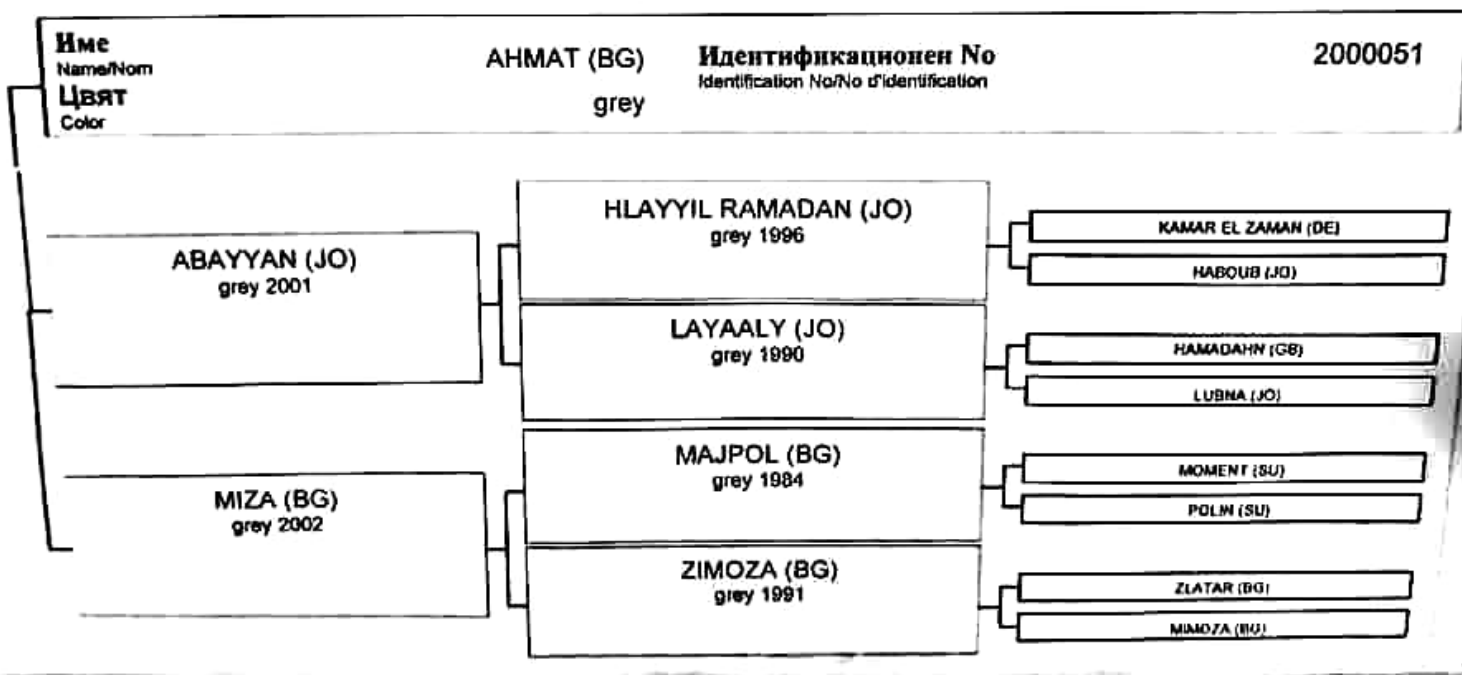 Име AHMAT (BG) Идентификационен No 2000051
Name/Nom Identification No/No d'identification
Цвят grey
Color
HLAYYIL RAMADAN (JO)
grey 1996
KAMAR EL ZAMAN (DE)
HABOUB (JO)
ABAYYAN (JO)
grey 2001
LAYAALY (JO)
grey 1990
HAMADAHN (GB)
LUBNA (JO)
MAJPOL (BG)
grey 1984
MOMENT (SU)
POLIN (SU)
MIZA (BG)
grey 2002
ZIMOZA (BG)
grey 1991
ZLATAR (BG)
MIMOZA (BG)